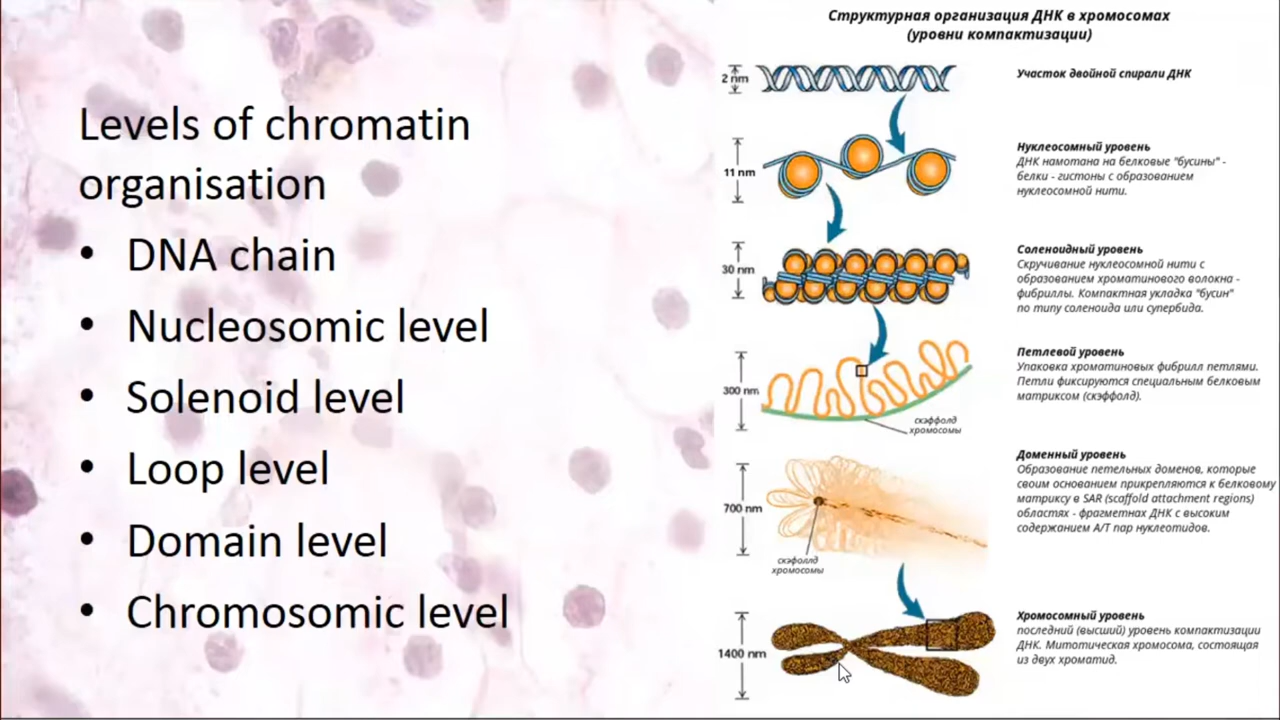 Levels of chromatin
organisation
• DNA chain
• Nucleosomic level
• Solenoid level
• Loop level
• Domain level
• Chromosomic level
Структурная организация ДНК в хромосомах
(уровни компактизации)
2 nm
Участок двойной спирали ДНК
11 nm
Нуклеосомный уровень
ДНК намотана на белковые "бусины" -
белки - гистоны с образованием
нуклеосомной нити.
30 nm
Соленоидный уровень
Скручивание нуклеосомной нити с
образованием хроматинового волокна -
фибриллы. Компактная укладка "бусин"
по типу соленоида или супербида.
300 nm
скэффолд
хромосомы
Петлевой уровень
Упаковка хроматиновых фибрилл петлями.
Петли фиксируются специальным белковым
матриксом (скэффолд).
700 nm
скэфоллд
хромосомы
Доменный уровень
Образование петельных доменов, которые
своим основанием прикрепляются к белковому
матриксу в SAR (scaffold attachment regions)
областях - фрагметнах ДНК с высоким
содержанием А/Т пар нуклеотидов.
1400 nm
Хромосомный уровень
последний (высший) уровень компактизации
ДНК. Митотическая хромосома, состоящая
из двух хроматид.